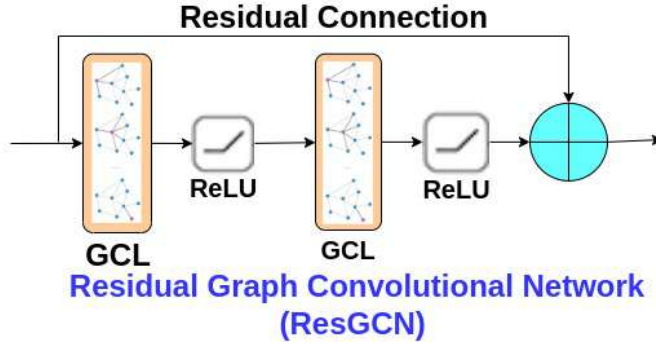 Residual Connection
ReLU
ReLU
GCL
GCL
Residual Graph Convolutional Network
(ResGCN)